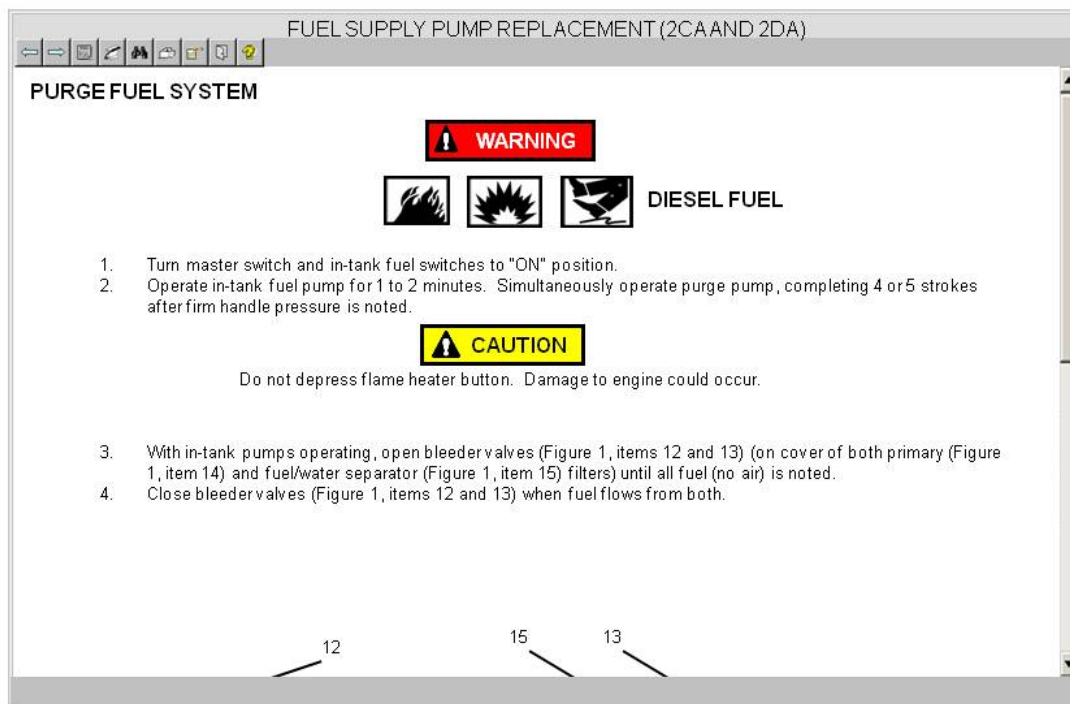 FUEL SUPPLY PUMP REPLACEMENT (2CA AND 2DA)
PURGE FUEL SYSTEM
WARNING
DIESEL FUEL
1. Turn master switch and in-tank fuel switches to "ON" position.
2. Operate in-tank fuel pump for 1 to 2 minutes. Simultaneously operate purge pump, completing 4 or 5 strokes
after firm handle pressure is noted.
CAUTION
Do not depress flame heater button. Damage to engine could occur.
3. With in-tank pumps operating, open bleeder valves (Figure 1, items 12 and 13) (on cover of both primary (Figure
1, item 14) and fuel/water separator (Figure 1, item 15) filters) until all fuel (no air) is noted.
4. Close bleeder valves (Figure 1, items 12 and 13) when fuel flows from both.
12 15 13